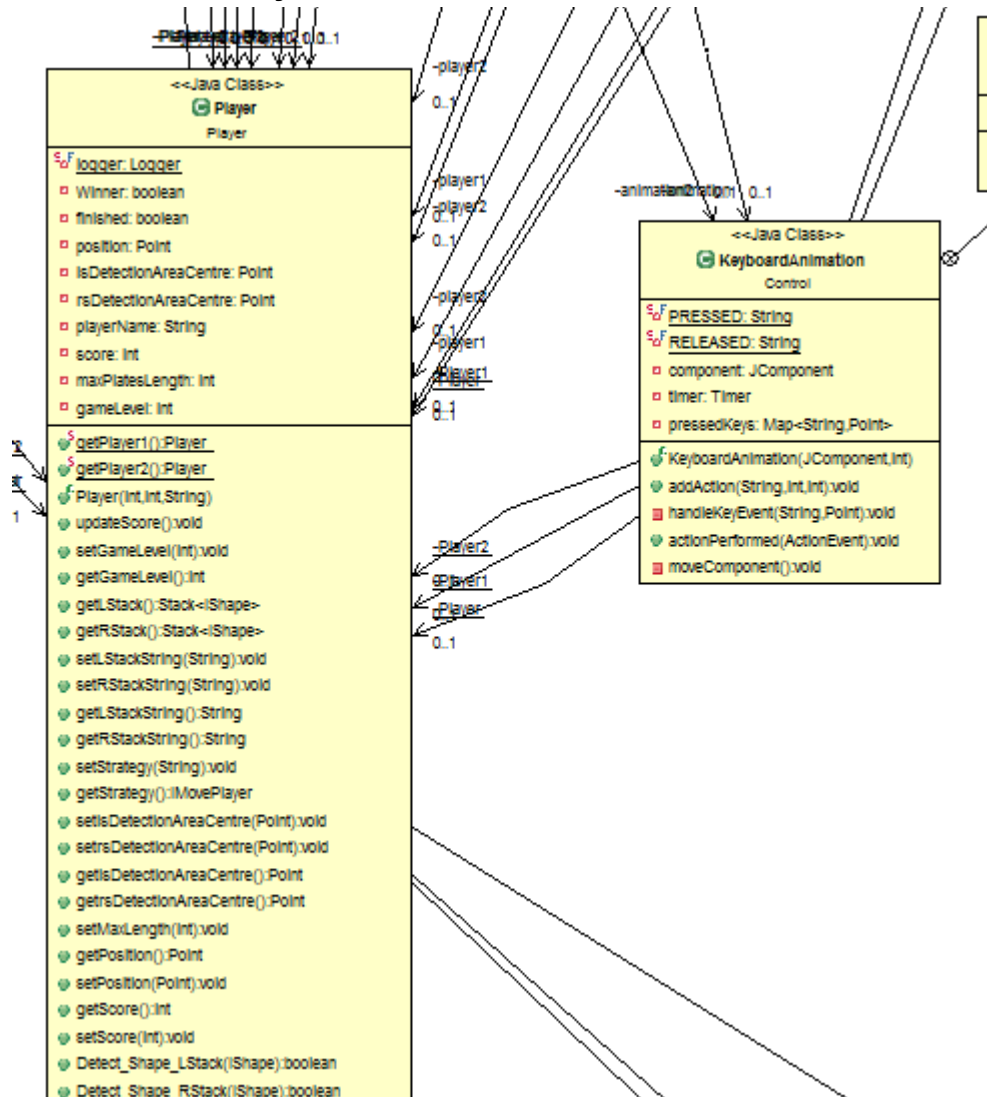 0..1
-player2
0..1
<<Java Class>>
Player
Player
logger: Logger
Winner: boolean
finished: boolean
position: Point
lsDetectionAreaCentre: Point
rsDetectionAreaCentre: Point
playerName: String
score: int
maxPlatesLength: int
gameLevel: int
getPlayer1():Player
getPlayer2():Player
Player(int,int,String)
updateScore():void
setGameLevel(int):void
getGameLevel():int
getLStack():Stack<IShape>
getRStack():Stack<IShape>
setLStackString(String):void
setRStackString(String):void
getLStackString():String
getRStackString():String
setStrategy(String):void
getStrategy():IMovePlayer
setlsDetectionAreaCentre(Point):void
setrsDetectionAreaCentre(Point):void
getlsDetectionAreaCentre():Point
getrsDetectionAreaCentre():Point
setMaxLength(int):void
getPosition():Point
setPosition(Point):void
getScore():int
setScore(int):void
Detect_Shape_LStack(IShape):boolean
Detect_Shape_RStack(IShape):boolean
1
-player1
0..1
-player2
0..1
-player2
0..1
-player1
-Player1
0..1
0..1
<<Java Class>>
KeyboardAnimation
Control
PRESSED: String
RELEASED: String
component: JComponent
timer: Timer
pressedKeys: Map<String,Point>
KeyboardAnimation(JComponent,int)
addAction(String,int,int):void
handleKeyEvent(String,Point):void
actionPerformed(ActionEvent):void
moveComponent():void
-Player2
-Player1
-Player
0..1